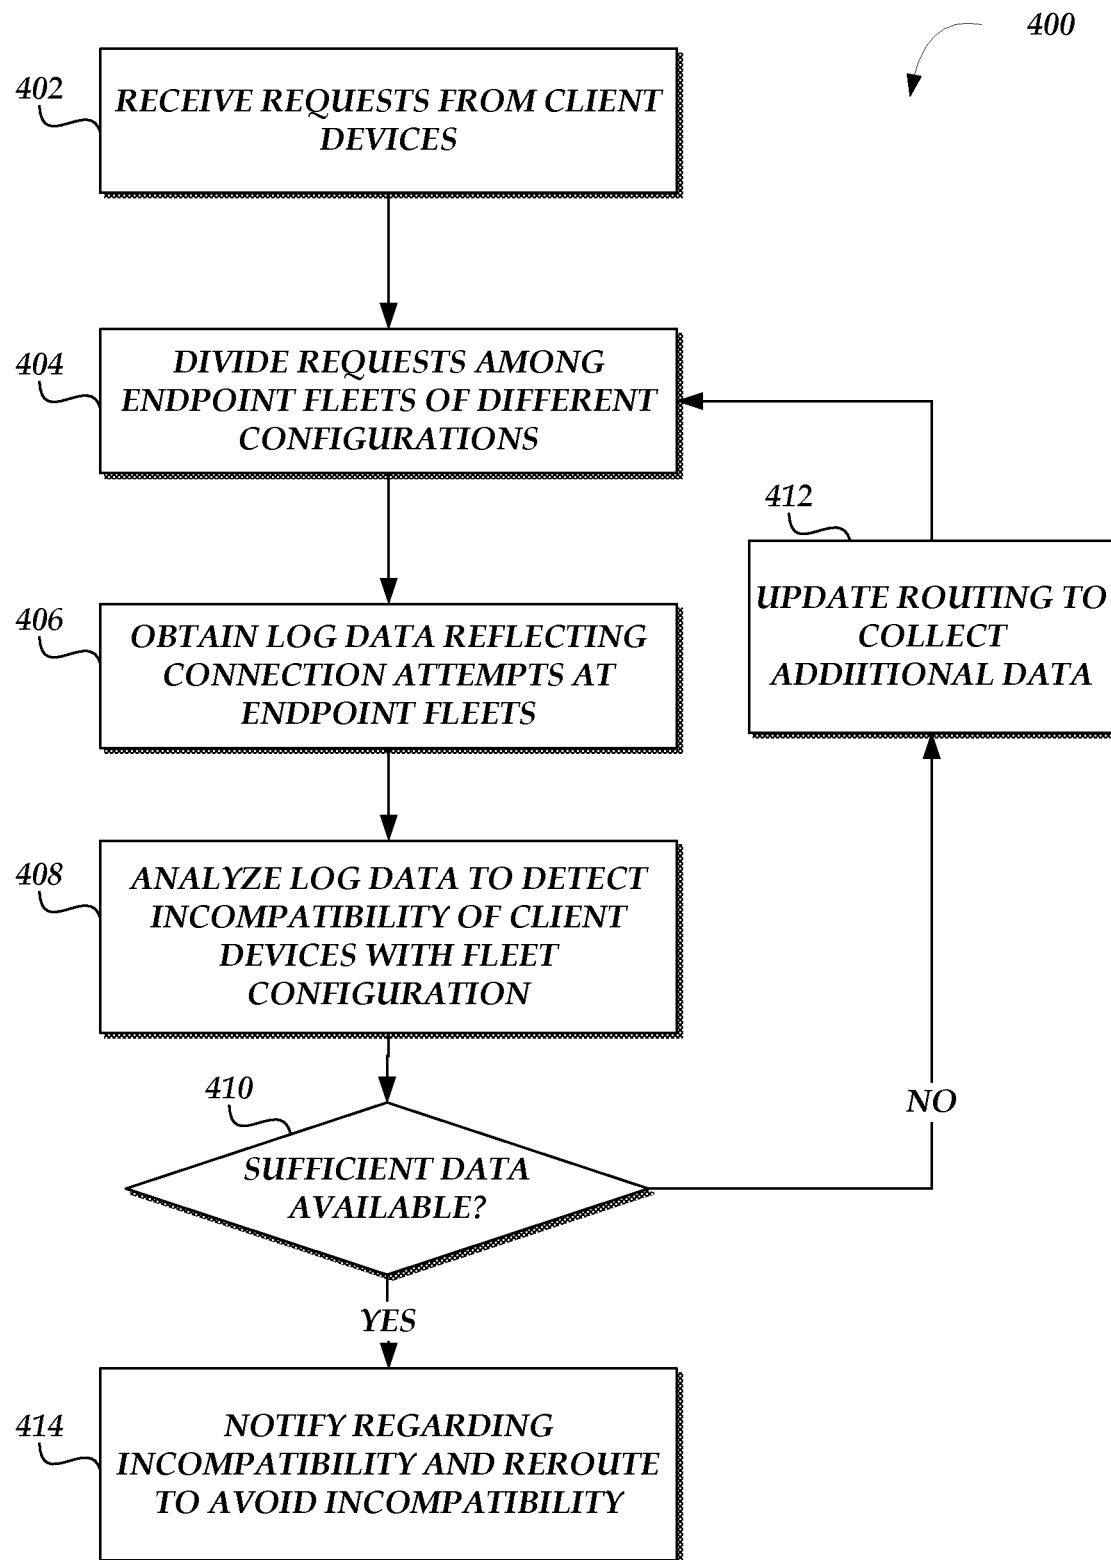 400
402
RECEIVE REQUESTS FROM CLIENT
DEVICES
404
DIVIDE REQUESTS AMONG
ENDPOINT FLEETS OF DIFFERENT
CONFIGURATIONS
412
UPDATE ROUTING TO
COLLECT
ADDIITIONAL DATA
406
OBTAIN LOG DATA REFLECTING
CONNECTION ATTEMPTS AT
ENDPOINT FLEETS
408
ANALYZE LOG DATA TO DETECT
INCOMPATIBILITY OF CLIENT
DEVICES WITH FLEET
CONFIGURATION
410
SUFFICIENT DATA
AVAILABLE?
NO
YES
414
NOTIFY REGARDING
INCOMPATIBILITY AND REROUTE
TO AVOID INCOMPATIBILITY